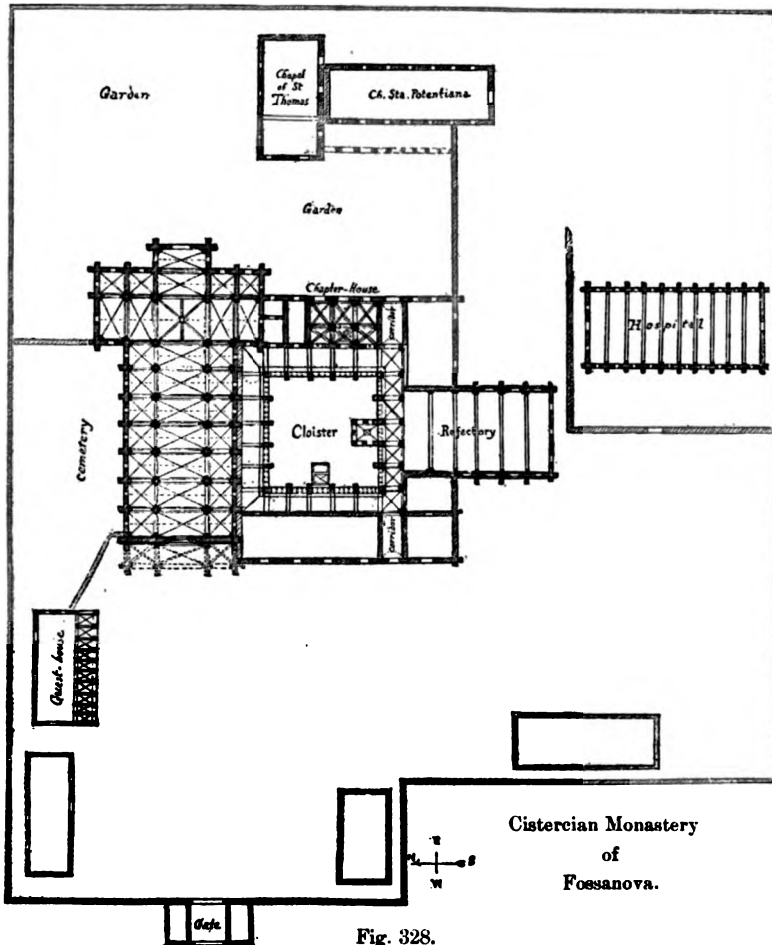 Garden
Chapel
of St
Thomas
Ch. Sta. Potentiana
Garden
Chapter-House
Corridor
Hospital
Cemetery
Cloister
Refectory
Corridor
Guest-house
E
N
S
W
Cistercian Monastery
of
Fossanova.
Gate
Fig. 328.